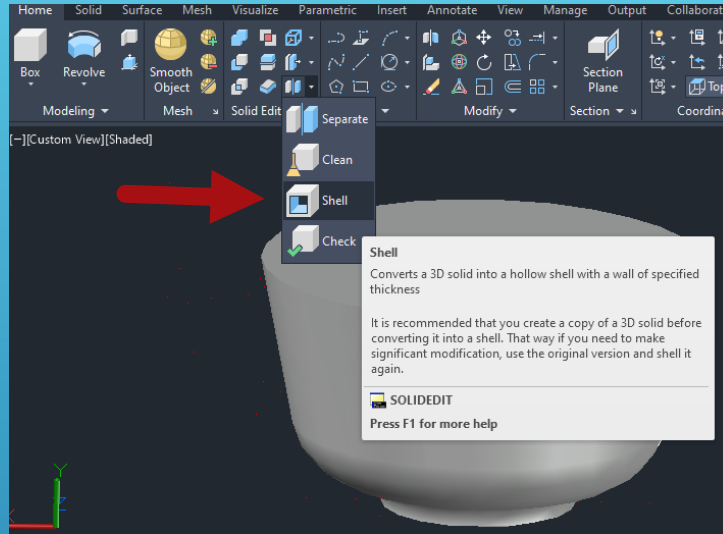 Home Solid Surface Mesh Visualize Parametric Insert Annotate View Manage Output Collaborat
Box
Revolve
Smooth
Object
Section
Plane
Top
Modeling
Mesh
Solid Edit
Modify
Section
Coordina
[−][Custom View][Shaded]
Separate
Clean
Shell
Check
Shell
Converts a 3D solid into a hollow shell with a wall of specified
thickness
It is recommended that you create a copy of a 3D solid before
converting it into a shell. That way if you need to make
significant modification, use the original version and shell it
again.
SOLIDEDIT
Press F1 for more help
Y
Z
X